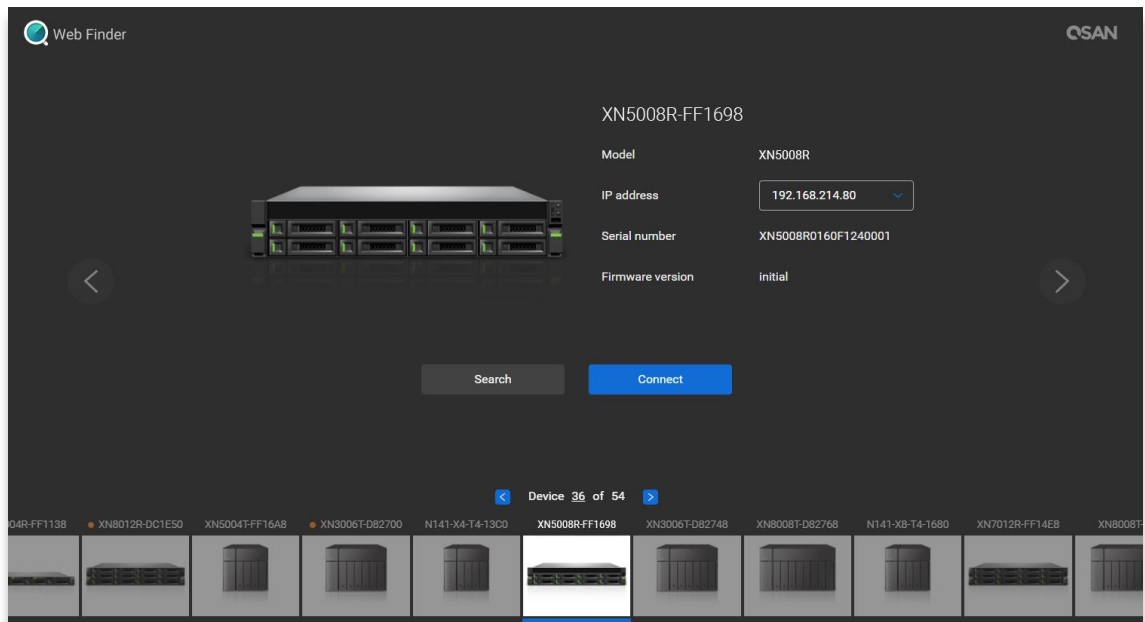 Web Finder
QSAN
XN5008R-FF1698
Model XN5008R
IP address 192.168.214.80
Serial number XN5008R0160F1240001
Firmware version initial
Search Connect
Device 36 of 54
04R-FF1138 XN8012R-DC1E50 XN5004T-FF16A8 XN3006T-D82700 N141-X4-T4-13C0 XN5008R-FF1698 XN3006T-D82748 XN8008T-D82768 N141-X8-T4-1680 XN7012R-FF14E8 XN8008T-